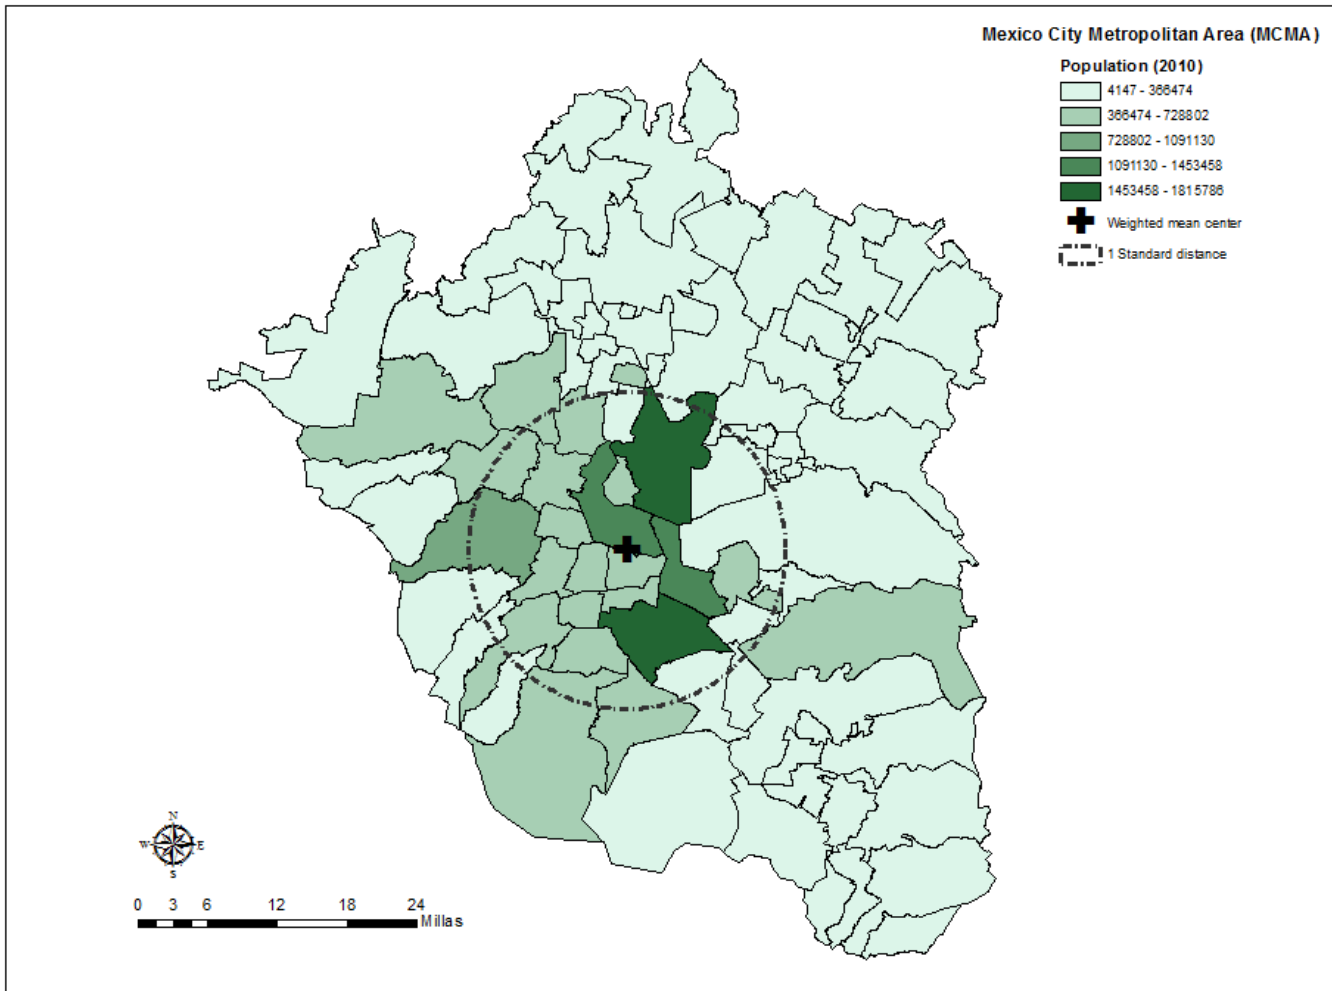 Mexico City Metropolitan Area (MCMA)
Population (2010)
4147 - 366474
366474 - 728802
728802 - 1091130
1091130 - 1453458
1453458 - 1815786
Weighted mean center
1 Standard distance
N
W E
S
0 3 6 12 18 24
Millas